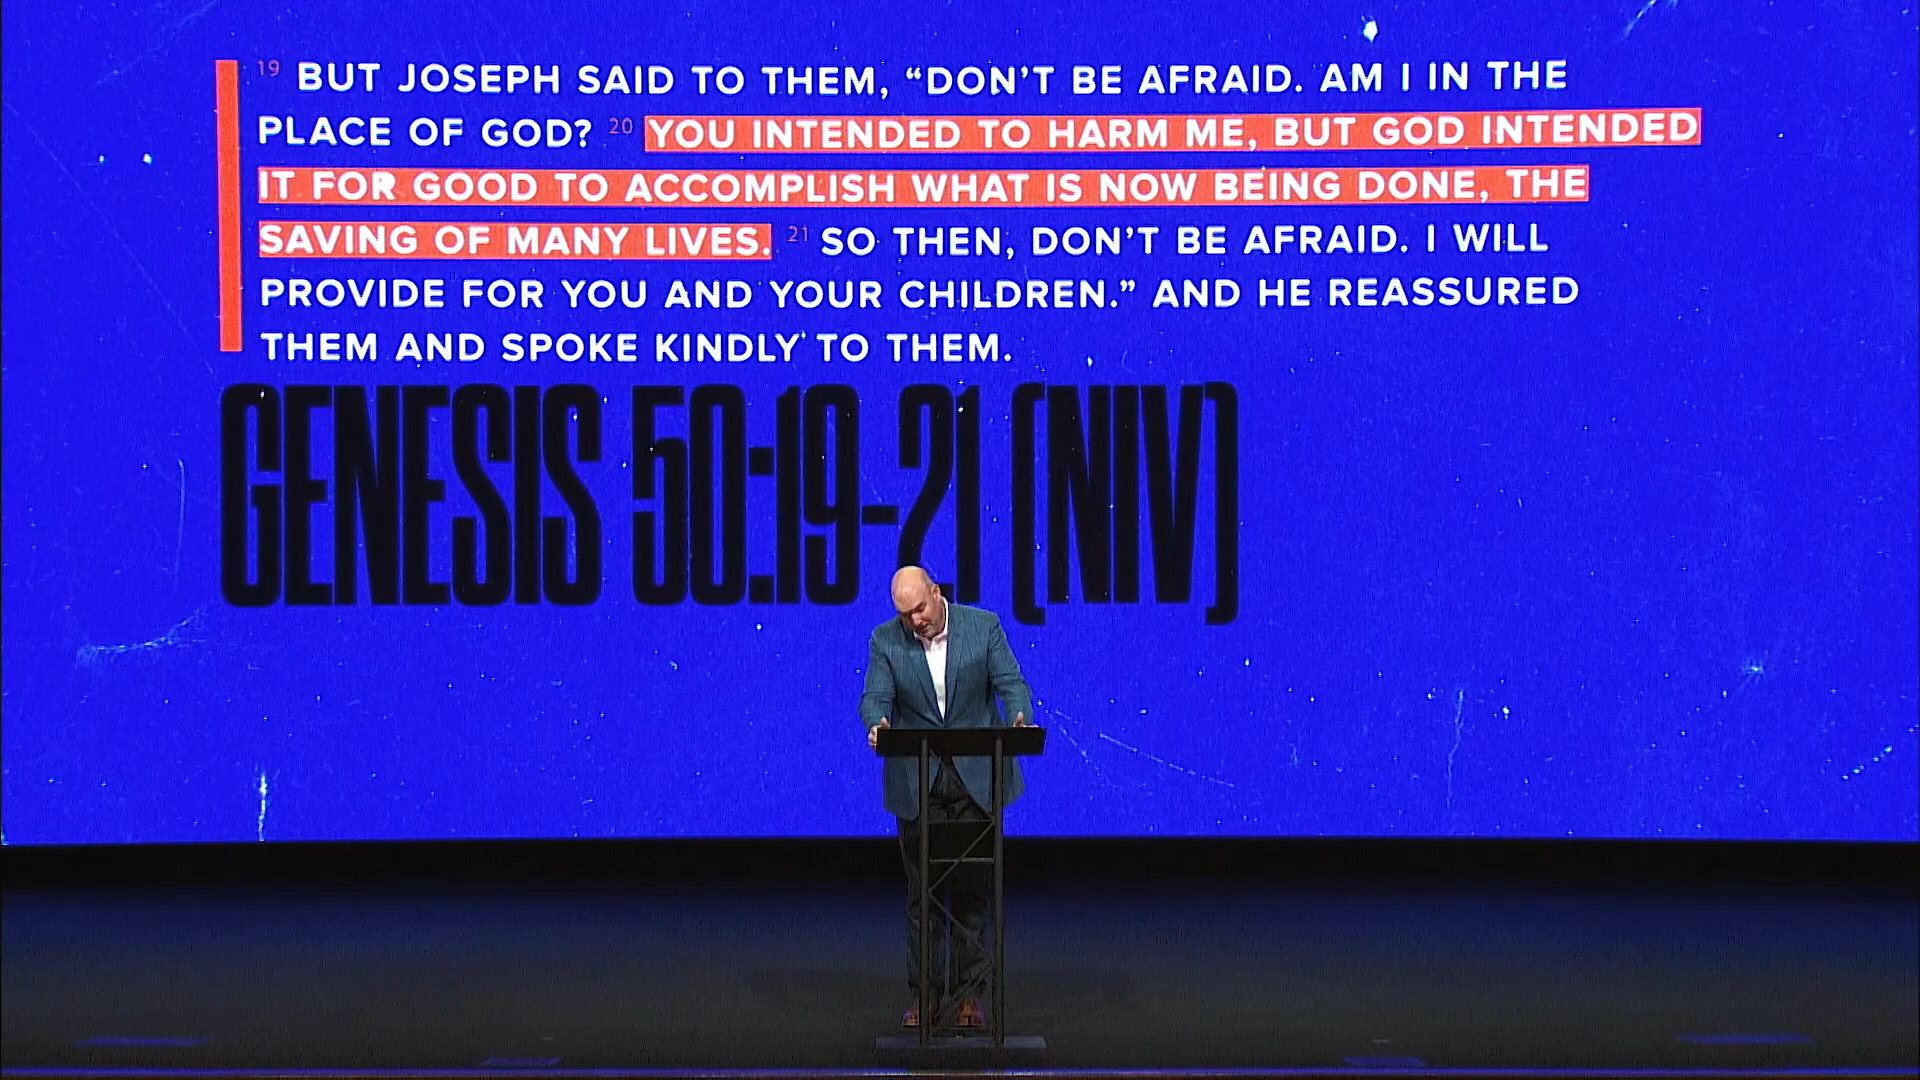 19 BUT JOSEPH SAID TO THEM, “DON’T BE AFRAID. AM I IN THE
PLACE OF GOD? 20 YOU INTENDED TO HARM ME, BUT GOD INTENDED
IT FOR GOOD TO ACCOMPLISH WHAT IS NOW BEING DONE, THE
SAVING OF MANY LIVES. 21 SO THEN, DON’T BE AFRAID. I WILL
PROVIDE FOR YOU AND YOUR CHILDREN.” AND HE REASSURED
THEM AND SPOKE KINDLY TO THEM.
GENESIS 50:19-21 (NIV)